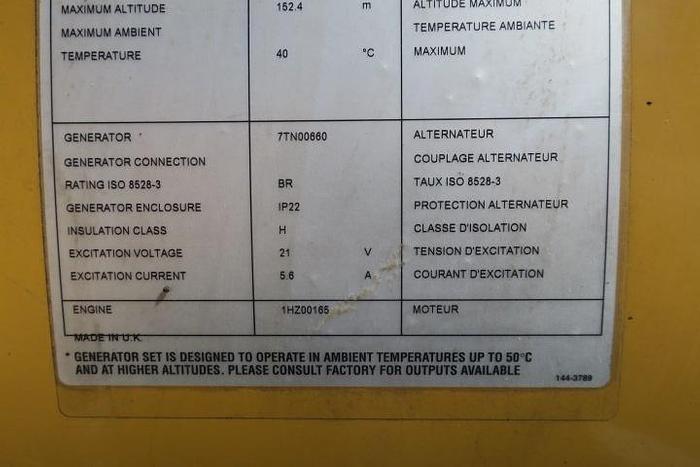 MAXIMUM ALTITUDE 152.4 m ALTITUDE MAXIMUM
MAXIMUM AMBIENT TEMPERATURE AMBIANTE
TEMPERATURE 40 °C MAXIMUM
GENERATOR * 7TN00660 ALTERNATEUR
GENERATOR CONNECTION COUPLAGE ALTERNATEUR
RATING ISO 8528-3 BR TAUX ISO 8528-3
GENERATOR ENCLOSURE IP22 PROTECTION ALTERNATEUR
INSULATION CLASS H CLASSE D'ISOLATION
EXCITATION VOLTAGE 21 V TENSION D'EXCITATION
EXCITATION CURRENT 5.6 A COURANT D'EXCITATION
ENGINE 1HZ00165 MOTEUR
MADE IN U.K.
* GENERATOR SET IS DESIGNED TO OPERATE IN AMBIENT TEMPERATURES UP TO 50°C
AND AT HIGHER ALTITUDES. PLEASE CONSULT FACTORY FOR OUTPUTS AVAILABLE
144-3789